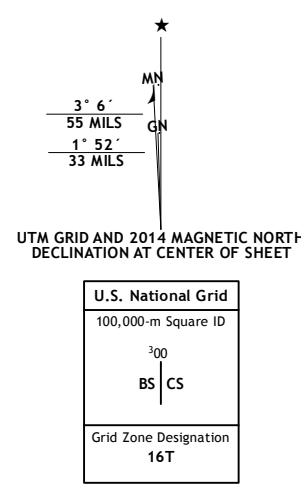 ★
MN
3° 6´
55 MILS
GN
1° 52´
33 MILS
UTM GRID AND 2014 MAGNETIC NORTH
DECLINATION AT CENTER OF SHEET
U.S. National Grid
100,000-m Square ID
³00
BS CS
Grid Zone Designation
16T